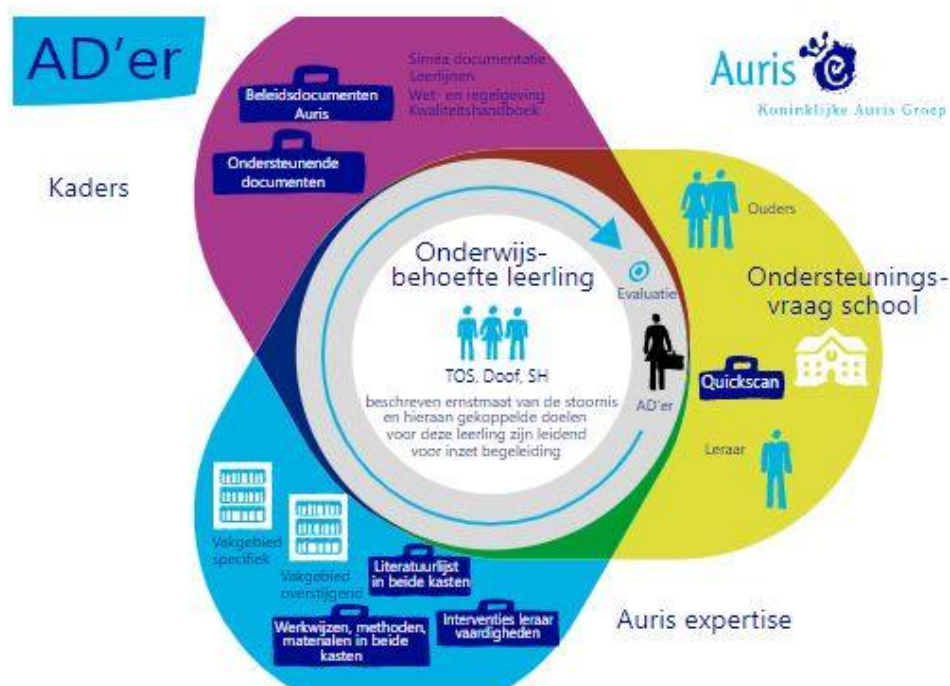 AD'er
Siméa documentatie
Leerlijnen
Wet- en regelgeving
Kwaliteitshandboek
Beleidsdocumenten
Auris
Ondersteunende
documenten
Auris
Koninklijke Auris Groep
Kaders
Ouders
Onderwijs-
behoefte leerling
Evaluatie
Ondersteunings-
vraag school
TOS, Doof, SH
AD'er
Quickscan
beschreven ernstmaat van de stoornis
en hieraan gekoppelde doelen
voor deze leerling zijn leidend
voor inzet begeleiding
Leraar
Vakgebied
specifiek
Vakgebied
overstijgend
Literatuurlijst
in beide kasten
Werkwijzen, methoden,
materialen in beide
kasten
Interventies leraar
vaardigheden
Auris expertise